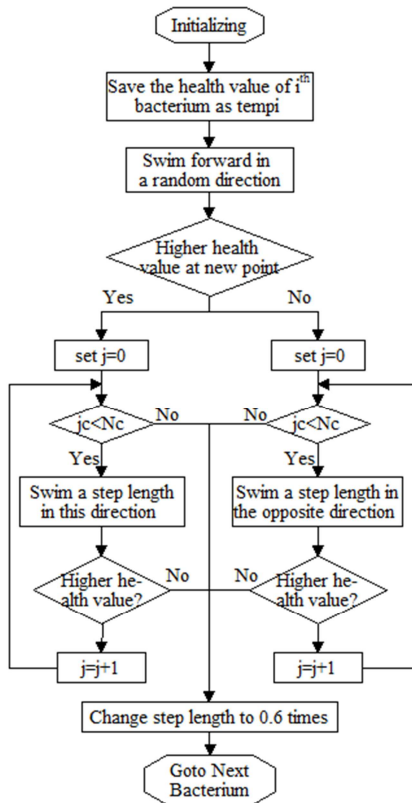 Initializing
Save the health value of i^th
bacterium as tempi
Swim forward in
a random direction
Higher health
value at new point
Yes
No
set j=0
set j=0
jc<Nc
No
No
jc<Nc
Yes
Yes
Swim a step length
in this direction
Swim a step length in
the opposite direction
Higher he-
alth value?
No
No
Higher he-
alth value?
j=j+1
j=j+1
Change step length to 0.6 times
Goto Next
Bacterium